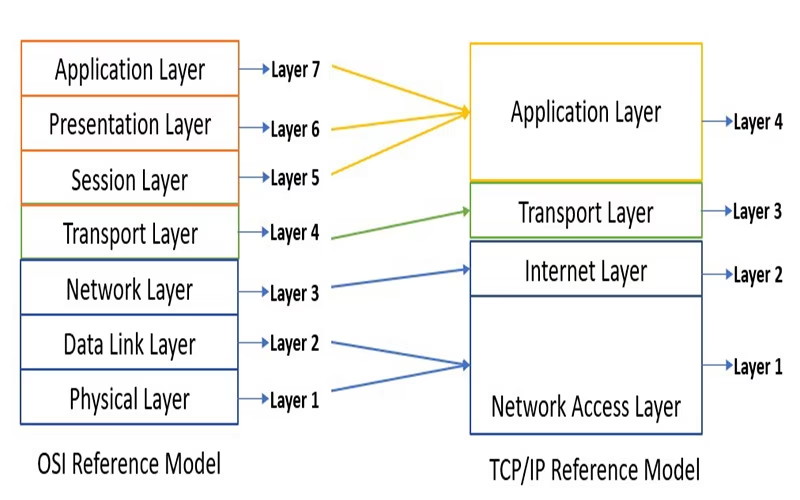 Application Layer
Layer 7
Presentation Layer
Layer 6
Session Layer
Layer 5
Transport Layer
Layer 4
Network Layer
Layer 3
Data Link Layer
Layer 2
Physical Layer
Layer 1
OSI Reference Model
Application Layer
Layer 4
Transport Layer
Layer 3
Internet Layer
Layer 2
Network Access Layer
Layer 1
TCP/IP Reference Model